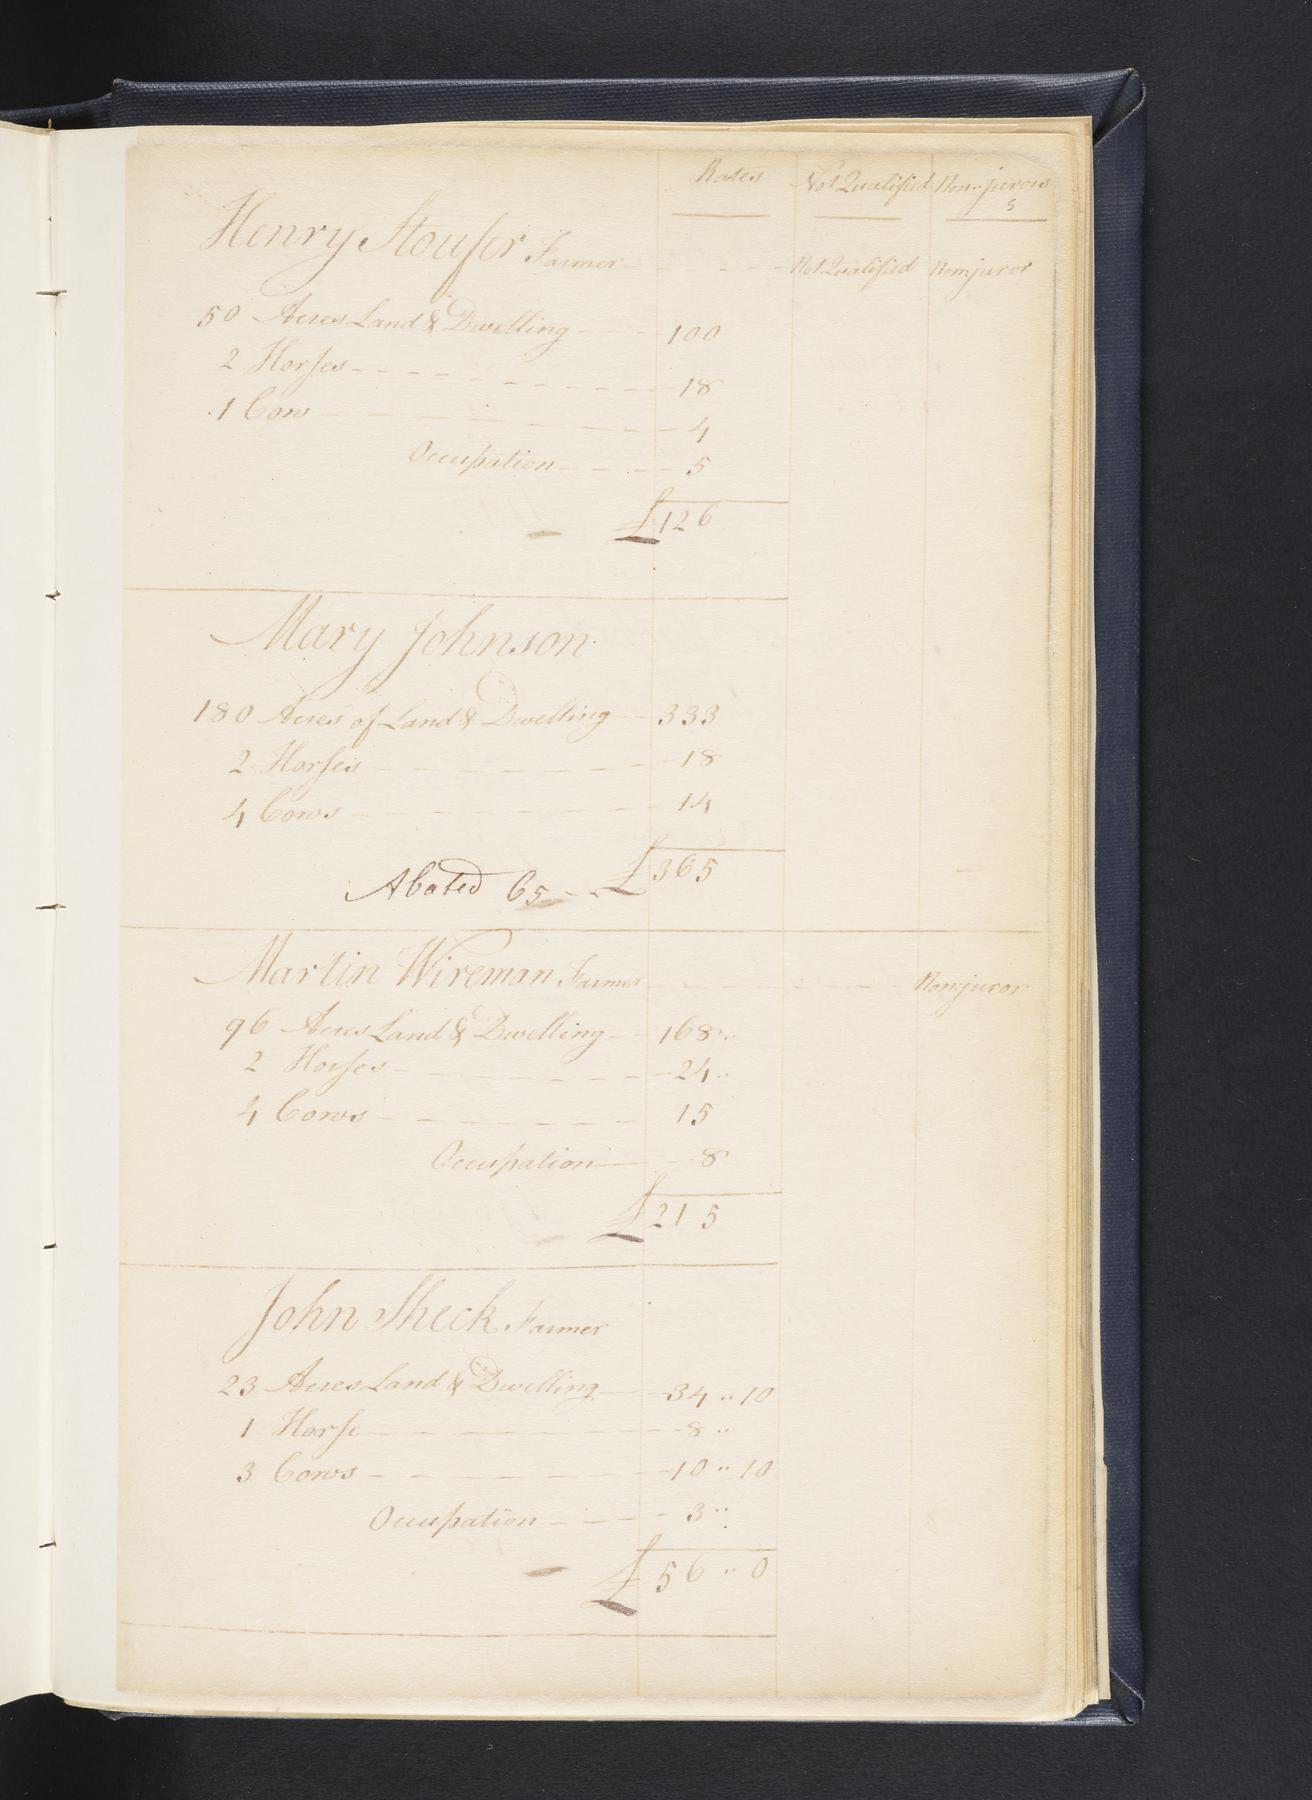 Rates Not Qualified Non-jurors
5
Henry Stoufer Farmer Not Qualified Nonjuror
50 Acres Land & Dwelling 100
2 Horses 18
1 Cow 4
Occupation 5
£126
Mary Johnson
180 Acres of Land & Dwelling 333
2 Horses 18
4 Cows 14
Abated 65 £365
Martin Wireman Farmer Nonjuror
96 Acres Land & Dwelling 168
2 Horses 24
4 Cows 15
Occupation 8
£215
John Sheck Farmer
23 Acres Land & Dwelling 34 .. 10
1 Horse 8 ..
3 Cows 10 .. 10
Occupation 3 ..
£56 .. 0